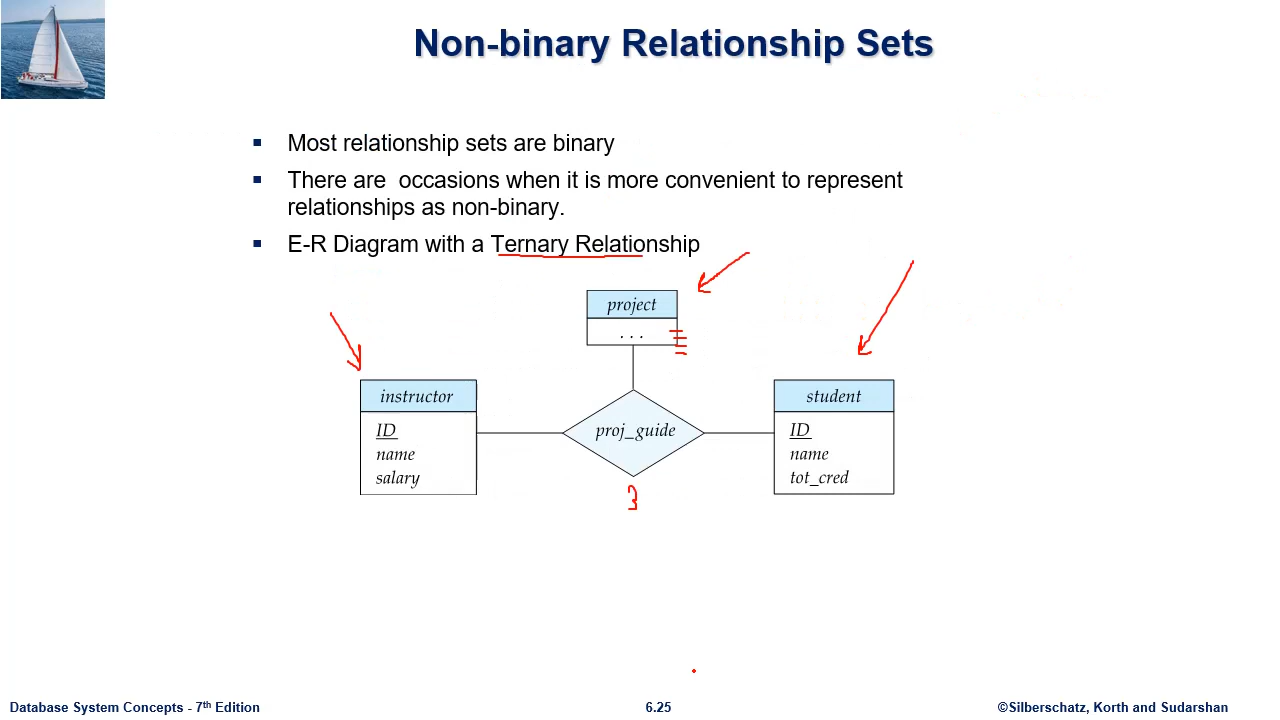 Non-binary Relationship Sets
▪ Most relationship sets are binary
▪ There are occasions when it is more convenient to represent
relationships as non-binary.
▪ E-R Diagram with a Ternary Relationship
project
...
instructor
ID
name
salary
proj_guide
student
ID
name
tot_cred
3
Database System Concepts - 7th Edition
6.25
©Silberschatz, Korth and Sudarshan